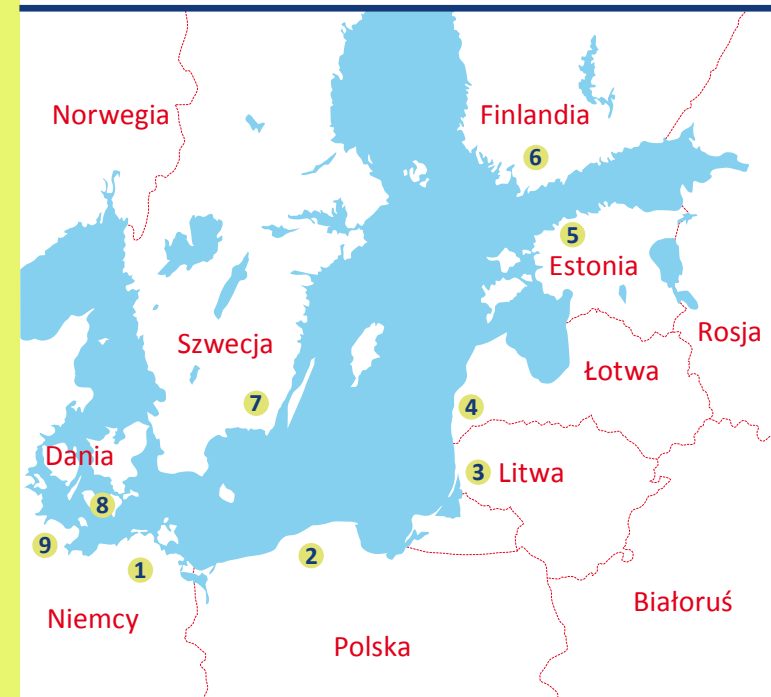 Norwegia
Finlandia
6
5
Estonia
Rosja
Szwecja
Łotwa
7
4
Dania
3 Litwa
8
9
2
1
Białoruś
Niemcy
Polska